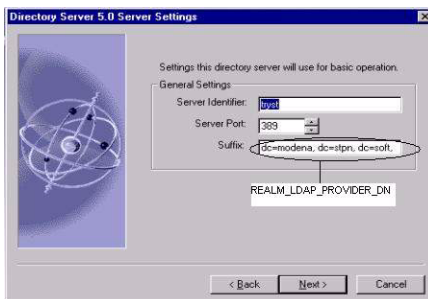 Directory Server 5.0 Server Settings
Settings this directory server will use for basic operation.
General Settings
Server Identifier: tryst
Server Port: 389
Suffix: dc=modena, dc=stpn, dc=soft,
REALM_LDAP_PROVIDER_DN
< Back Next > Cancel